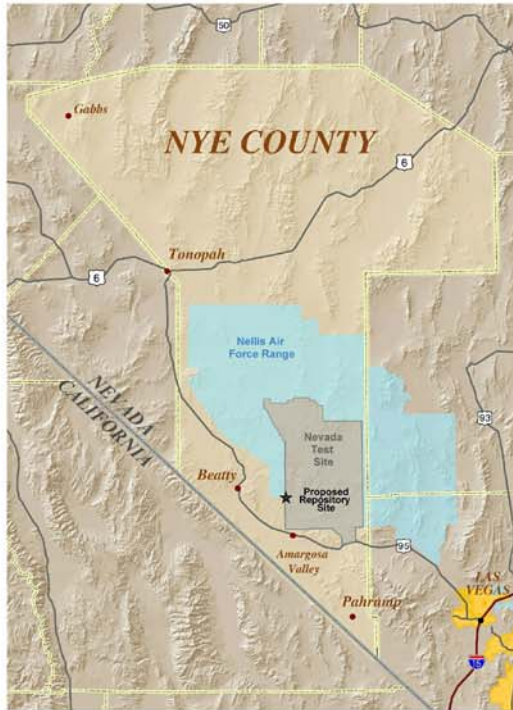 50
Gabbs
NYE COUNTY
6
Tonopah
6
Nellis Air
Force Range
NEVADA
CALIFORNIA
93
Nevada
Test
Site
Beatty
Proposed
Repository
Site
Amargosa
Valley
95
LAS
VEGAS
Pahrump
15